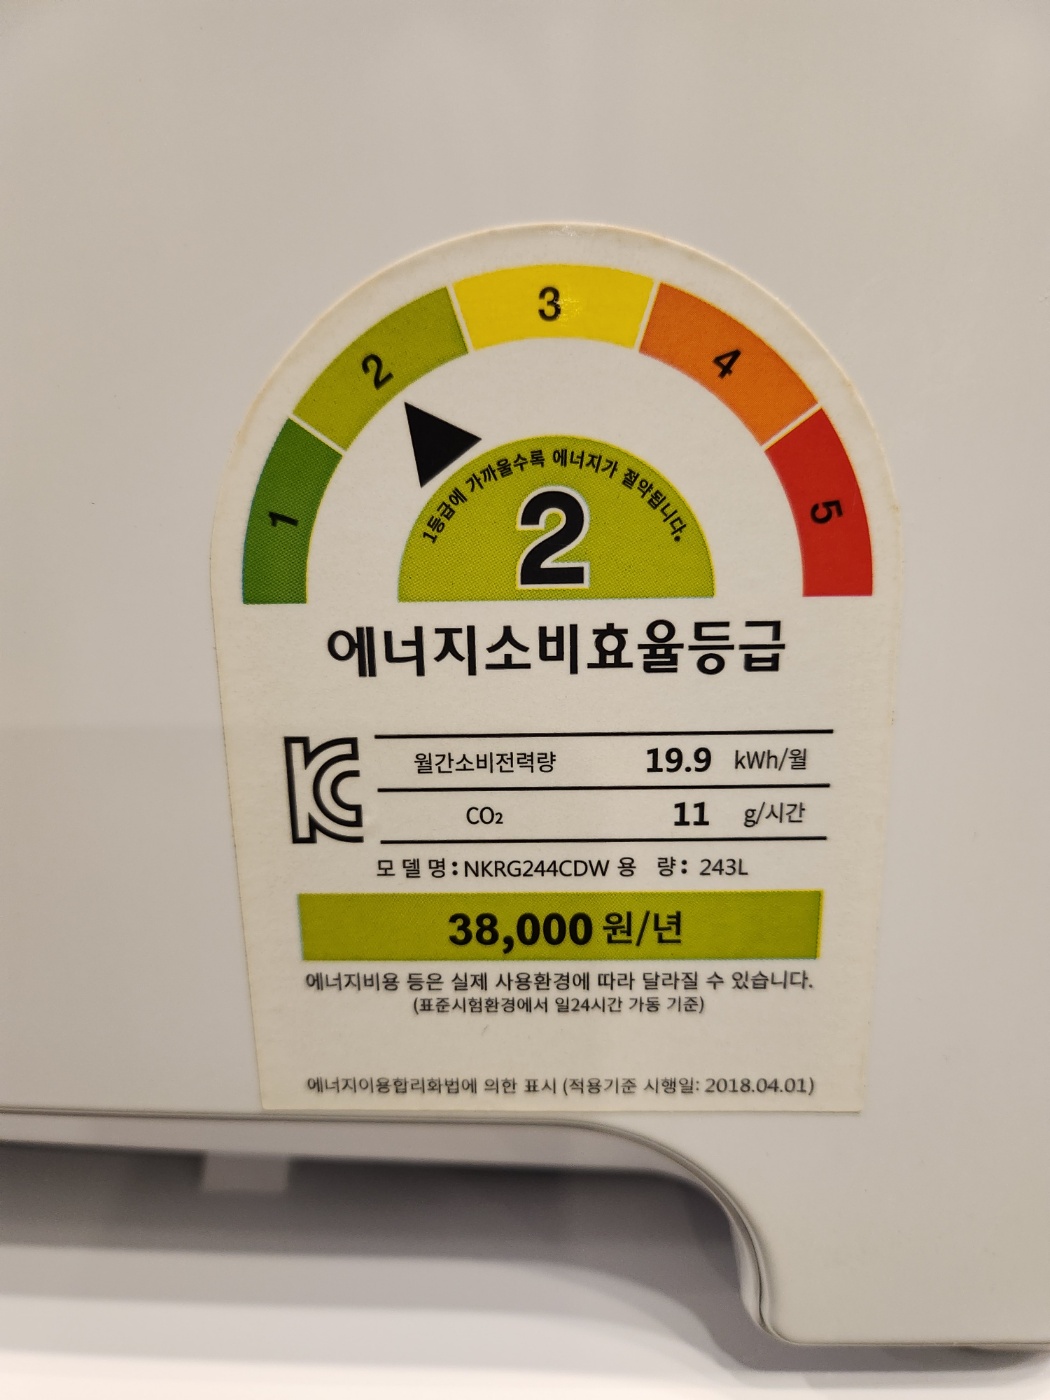 1 2 3 4 5
1등급에 가까울수록 에너지가 절약됩니다.
2
에너지소비효율등급
월간소비전력량 19.9 kWh/월
CO₂ 11 g/시간
모 델 명 : NKRG244CDW 용 량 : 243L
38,000 원/년
에너지비용 등은 실제 사용환경에 따라 달라질 수 있습니다.
(표준시험환경에서 일24시간 가동 기준)
에너지이용합리화법에 의한 표시 (적용기준 시행일: 2018.04.01)